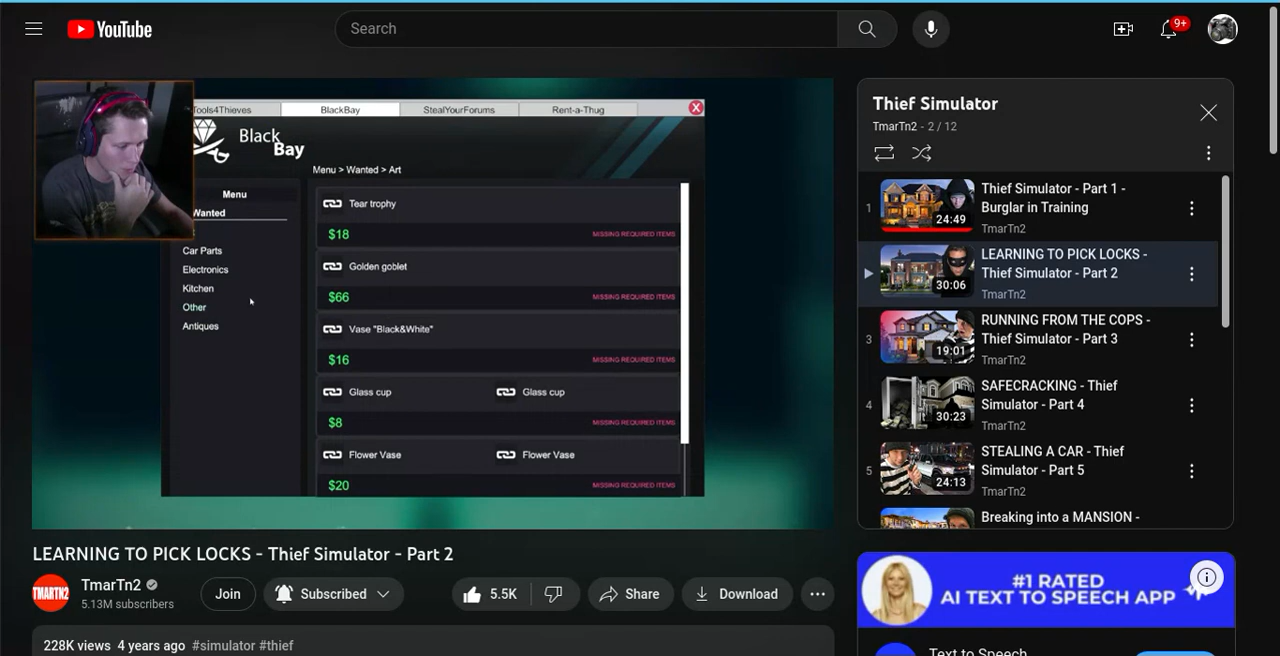 YouTube
Search
9+
Tools4Thieves
BlackBay
StealYourForums
Rent-a-Thug
X
Black
Bay
Menu > Wanted > Art
Menu
Wanted
Car Parts
Electronics
Kitchen
Other
Antiques
Tear trophy
$18
MISSING REQUIRED ITEMS
Golden goblet
$66
MISSING REQUIRED ITEMS
Vase "Black&White"
$16
MISSING REQUIRED ITEMS
Glass cup
Glass cup
$8
MISSING REQUIRED ITEMS
Flower Vase
Flower Vase
$20
MISSING REQUIRED ITEMS
LEARNING TO PICK LOCKS - Thief Simulator - Part 2
TMARTN2
TmarTn2
5.13M subscribers
Join
Subscribed
5.5K
Share
Download
228K views 4 years ago #simulator #thief
Thief Simulator
TmarTn2 - 2 / 12
1
24:49
Thief Simulator - Part 1 -
Burglar in Training
TmarTn2
30:06
LEARNING TO PICK LOCKS -
Thief Simulator - Part 2
TmarTn2
3
19:01
RUNNING FROM THE COPS -
Thief Simulator - Part 3
TmarTn2
4
30:23
SAFECRACKING - Thief
Simulator - Part 4
TmarTn2
5
24:13
STEALING A CAR - Thief
Simulator - Part 5
TmarTn2
Breaking into a MANSION -
#1 RATED
AI TEXT TO SPEECH APP
Text to Speech